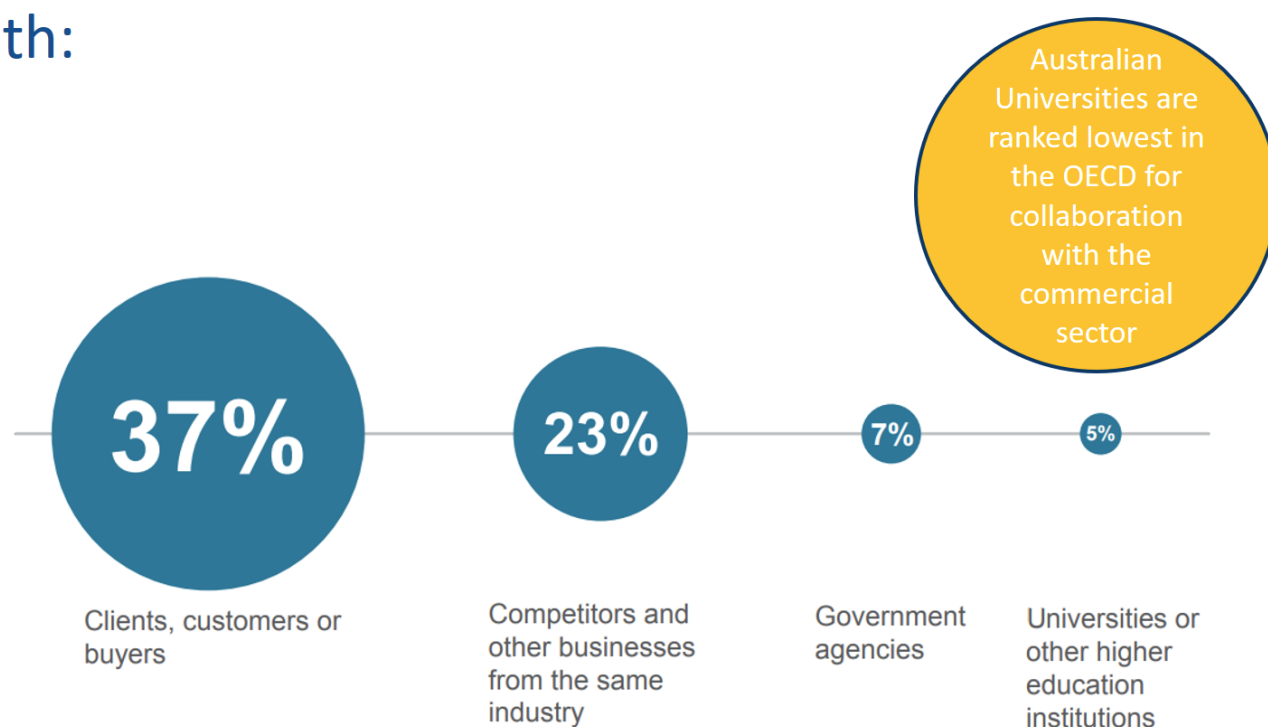 th:
Australian
Universities are
ranked lowest in
the OECD for
collaboration
with the
commercial
sector
37%
23%
7%
5%
Clients, customers or
buyers
Competitors and
other businesses
from the same
industry
Government
agencies
Universities or
other higher
education
institutions